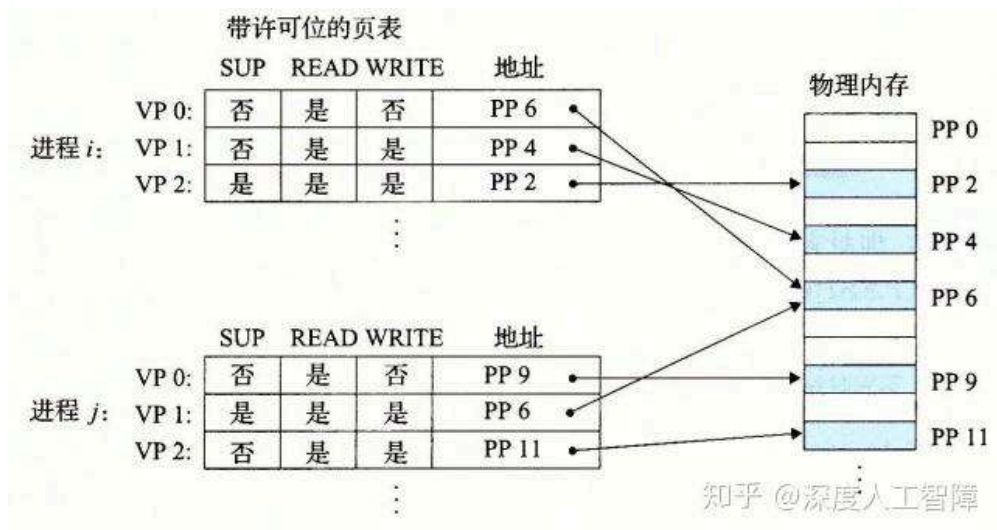 带许可位的页表
SUP READ WRITE 地址
物理内存
进程 i:
VP 0: 否 是 否 PP 6
VP 1: 否 是 是 PP 4
VP 2: 是 是 是 PP 2
⋮
PP 0
PP 2
PP 4
PP 6
PP 9
PP 11
⋮
SUP READ WRITE 地址
进程 j:
VP 0: 否 是 否 PP 9
VP 1: 是 是 是 PP 6
VP 2: 否 是 是 PP 11
⋮
知乎 @深度人工智障